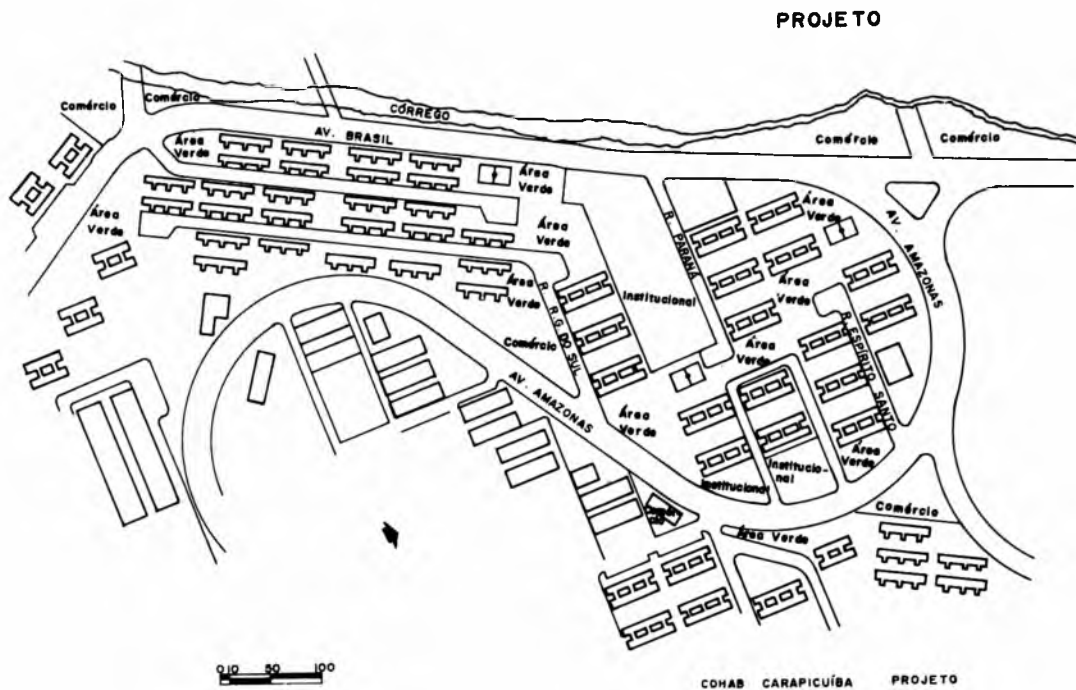 PROJETO
Comércio
Comércio
CÓRREGO
AV. BRASIL
Comércio
Comércio
Área
Verde
Área
Verde
Área
Verde
Área
Verde
Área
Verde
Área
Verde
R. PARANÁ
AV. AMAZONAS
Área
Verde
Institucional
R. R.G. DO SUL
Comércio
R. ESPÍRITO SANTO
Área
Verde
AV. AMAZONAS
Área
Verde
Área
Verde
Institucio-
nal
Institucional
Comércio
Área Verde
0 10 50 100
COHAB CARAPICUÍBA PROJETO